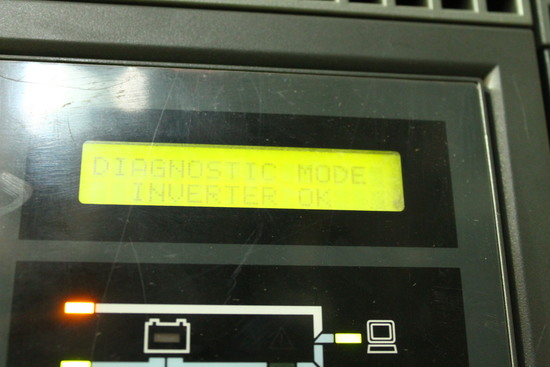 DIAGNOSTIC MODE
INVERTER OK